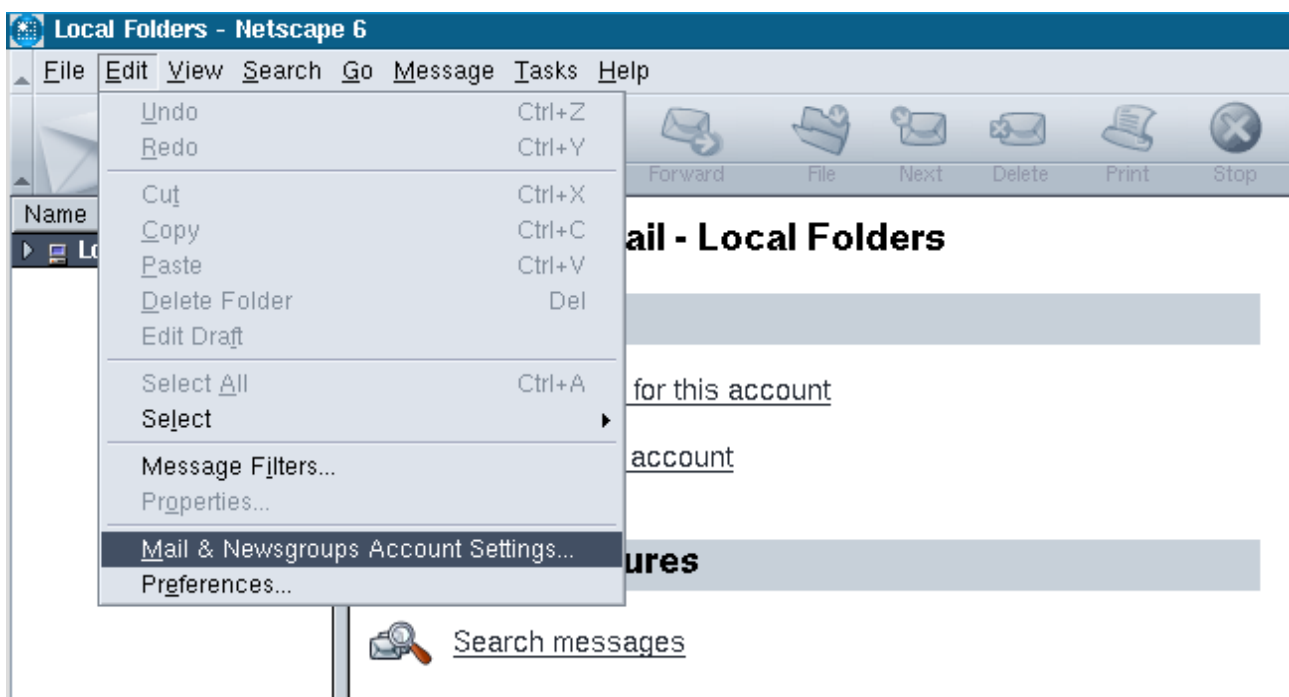 Local Folders - Netscape 6
File Edit View Search Go Message Tasks Help
Undo Ctrl+Z
Redo Ctrl+Y
Cut Ctrl+X
Copy Ctrl+C
Paste Ctrl+V
Delete Folder Del
Edit Draft
Select All Ctrl+A
Select
Message Filters...
Properties...
Mail & Newsgroups Account Settings...
Preferences...
Forward File Next Delete Print Stop
Name
Lo
ail - Local Folders
for this account
account
ures
Search messages